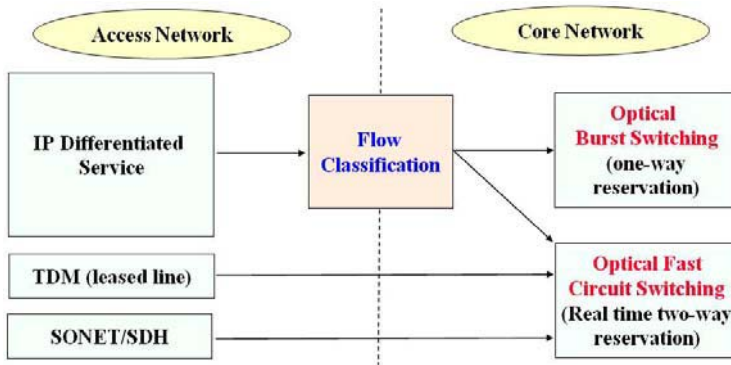 Access Network
Core Network
IP Differentiated
Service
Flow
Classification
Optical
Burst Switching
(one-way
reservation)
TDM (leased line)
SONET/SDH
Optical Fast
Circuit Switching
(Real time two-way
reservation)